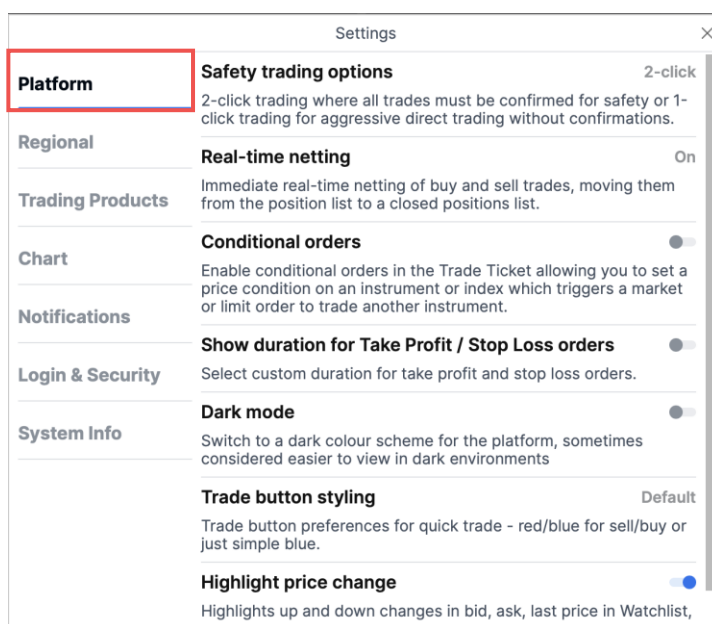 Settings
Platform
Regional
Trading Products
Chart
Notifications
Login & Security
System Info
Safety trading options
2-click
2-click trading where all trades must be confirmed for safety or 1-
click trading for aggressive direct trading without confirmations.
Real-time netting
On
Immediate real-time netting of buy and sell trades, moving them
from the position list to a closed positions list.
Conditional orders
Enable conditional orders in the Trade Ticket allowing you to set a
price condition on an instrument or index which triggers a market
or limit order to trade another instrument.
Show duration for Take Profit / Stop Loss orders
Select custom duration for take profit and stop loss orders.
Dark mode
Switch to a dark colour scheme for the platform, sometimes
considered easier to view in dark environments
Trade button styling
Default
Trade button preferences for quick trade - red/blue for sell/buy or
just simple blue.
Highlight price change
Highlights up and down changes in bid, ask, last price in Watchlist,